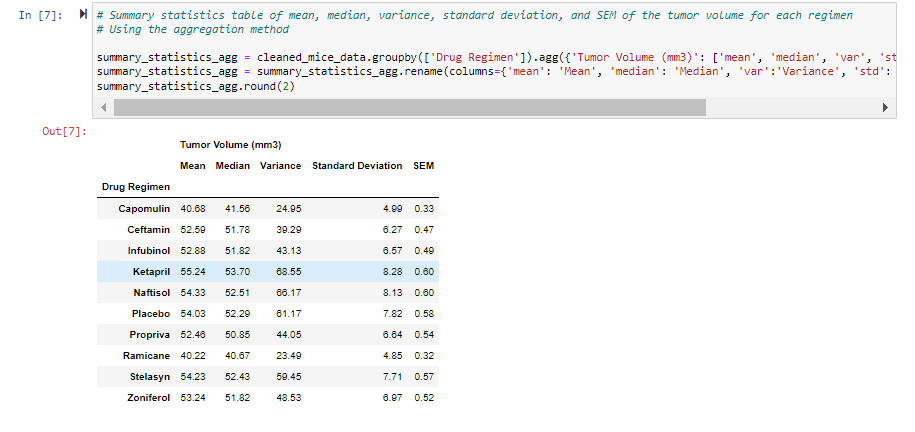 In [7]:
# Summary statistics table of mean, median, variance, standard deviation, and SEM of the tumor volume for each regimen
# Using the aggregation method
summary_statistics_agg = cleaned_mice_data.groupby(['Drug Regimen']).agg({'Tumor Volume (mm3)': ['mean', 'median', 'var', 'st
summary_statistics_agg = summary_statistics_agg.rename(columns={'mean': 'Mean', 'median': 'Median', 'var':'Variance', 'std':
summary_statistics_agg.round(2)
Out[7]:
Tumor Volume (mm3)
Mean Median Variance Standard Deviation SEM
Drug Regimen
Capomulin 40.68 41.56 24.95 4.99 0.33
Ceftamin 52.59 51.78 39.29 6.27 0.47
Infubinol 52.88 51.82 43.13 6.57 0.49
Ketapril 55.24 53.70 68.55 8.28 0.60
Naftisol 54.33 52.51 66.17 8.13 0.60
Placebo 54.03 52.29 61.17 7.82 0.58
Propriva 52.46 50.85 44.05 6.64 0.54
Ramicane 40.22 40.67 23.49 4.85 0.32
Stelasyn 54.23 52.43 59.45 7.71 0.57
Zoniferol 53.24 51.82 48.53 6.97 0.52